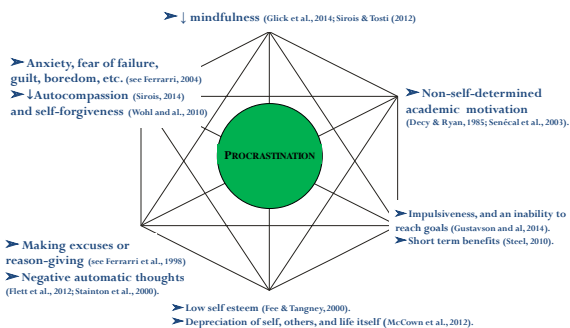 ➤ ↓ mindfulness (Glick et al., 2014; Sirois & Tosti (2012)
➤ Anxiety, fear of failure,
guilt, boredom, etc. (see Ferrarri, 2004)
➤ ↓Autocompassion (Sirois, 2014)
and self-forgiveness (Wohl and al., 2010)
➤ Non-self-determined
academic motivation
(Decy & Ryan, 1985; Senécal et al., 2003).
PROCRASTINATION
➤ Impulsiveness, and an inability to
reach goals (Gustavson and al, 2014).
➤ Short term benefits (Steel, 2010).
➤ Making excuses or
reason-giving (see Ferrari et al., 1998)
➤ Negative automatic thoughts
(Flett et al., 2012; Stainton et al., 2000).
➤ Low self esteem (Fee & Tangney, 2000).
➤ Depreciation of self, others, and life itself (McCown et al., 2012).